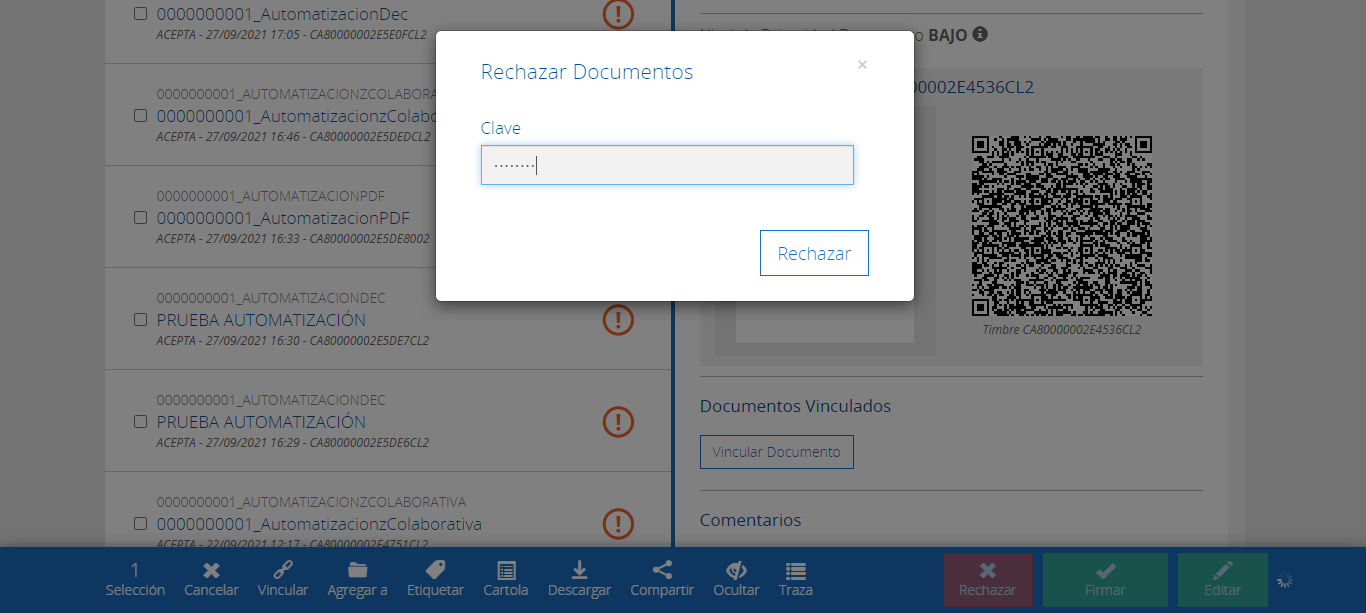 0000000001_AutomatizacionDec
ACEPTA - 27/09/2021 17:05 - CA80000002E5E0FCL2
0000000001_AUTOMATIZACIONZCOLABORA
0000000001_AutomatizacionzColabo
ACEPTA - 27/09/2021 16:46 - CA80000002E5DEDCL2
0000000001_AUTOMATIZACIONPDF
0000000001_AutomatizacionPDF
ACEPTA - 27/09/2021 16:33 - CA80000002E5DE8002
0000000001_AUTOMATIZACIONDEC
PRUEBA AUTOMATIZACIÓN
ACEPTA - 27/09/2021 16:30 - CA80000002E5DE7CL2
0000000001_AUTOMATIZACIONDEC
PRUEBA AUTOMATIZACIÓN
ACEPTA - 27/09/2021 16:29 - CA80000002E5DE6CL2
0000000001_AUTOMATIZACIONZCOLABORATIVA
0000000001_AutomatizacionzColaborativa
ACEPTA - 22/09/2021 12:17 - CA80000002E4751CL2
Rechazar Documentos
×
Clave
········
Rechazar
BAJO
00002E4536CL2
Timbre CA80000002E4536CL2
Documentos Vinculados
Vincular Documento
Comentarios
1
Selección
Cancelar
Vincular
Agregar a
Etiquetar
Cartola
Descargar
Compartir
Ocultar
Traza
Rechazar
Firmar
Editar